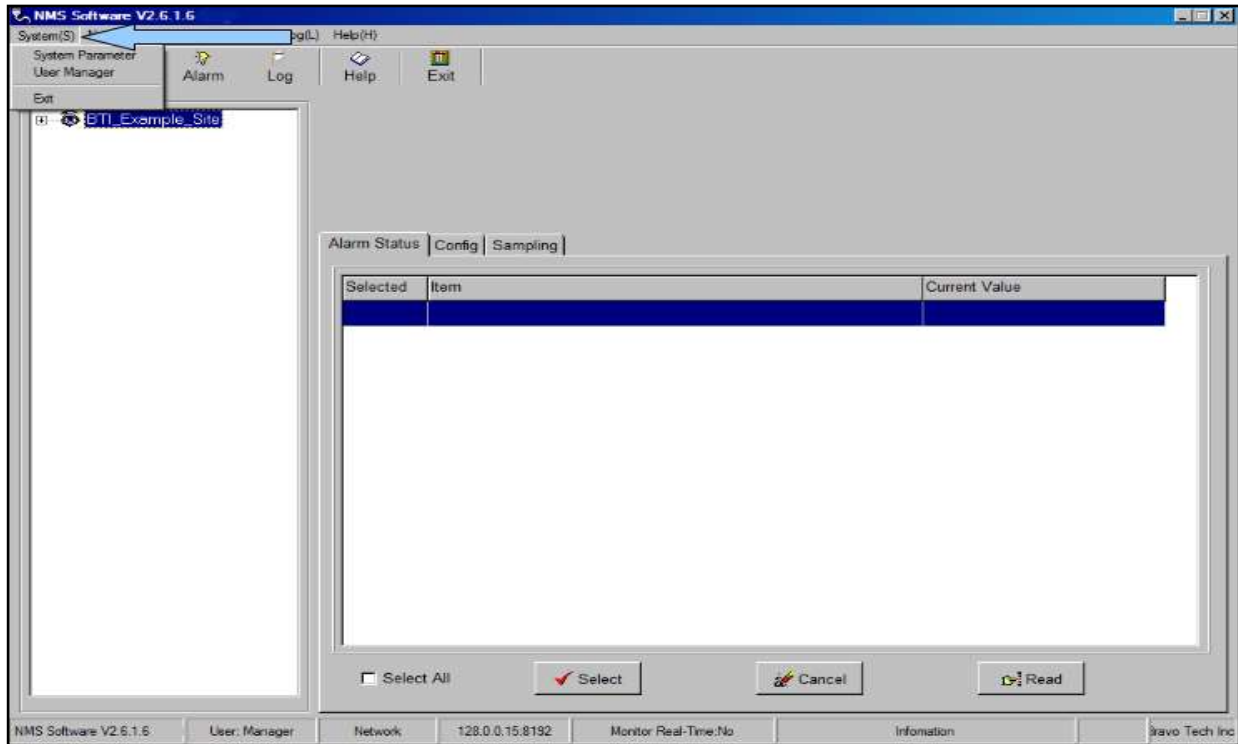 NMS Software V2.6.1.6
System(S) og(L) Help(H)
System Parameter
User Manager
Exit
Alarm Log Help Exit
BTI_Example_Site
Alarm Status Config Sampling
Selected Item Current Value
Select All Select Cancel Read
NMS Software V2.6.1.6 User: Manager Network 128.0.0.15:8192 Monitor Real-Time:No Infomation bravo Tech Inc